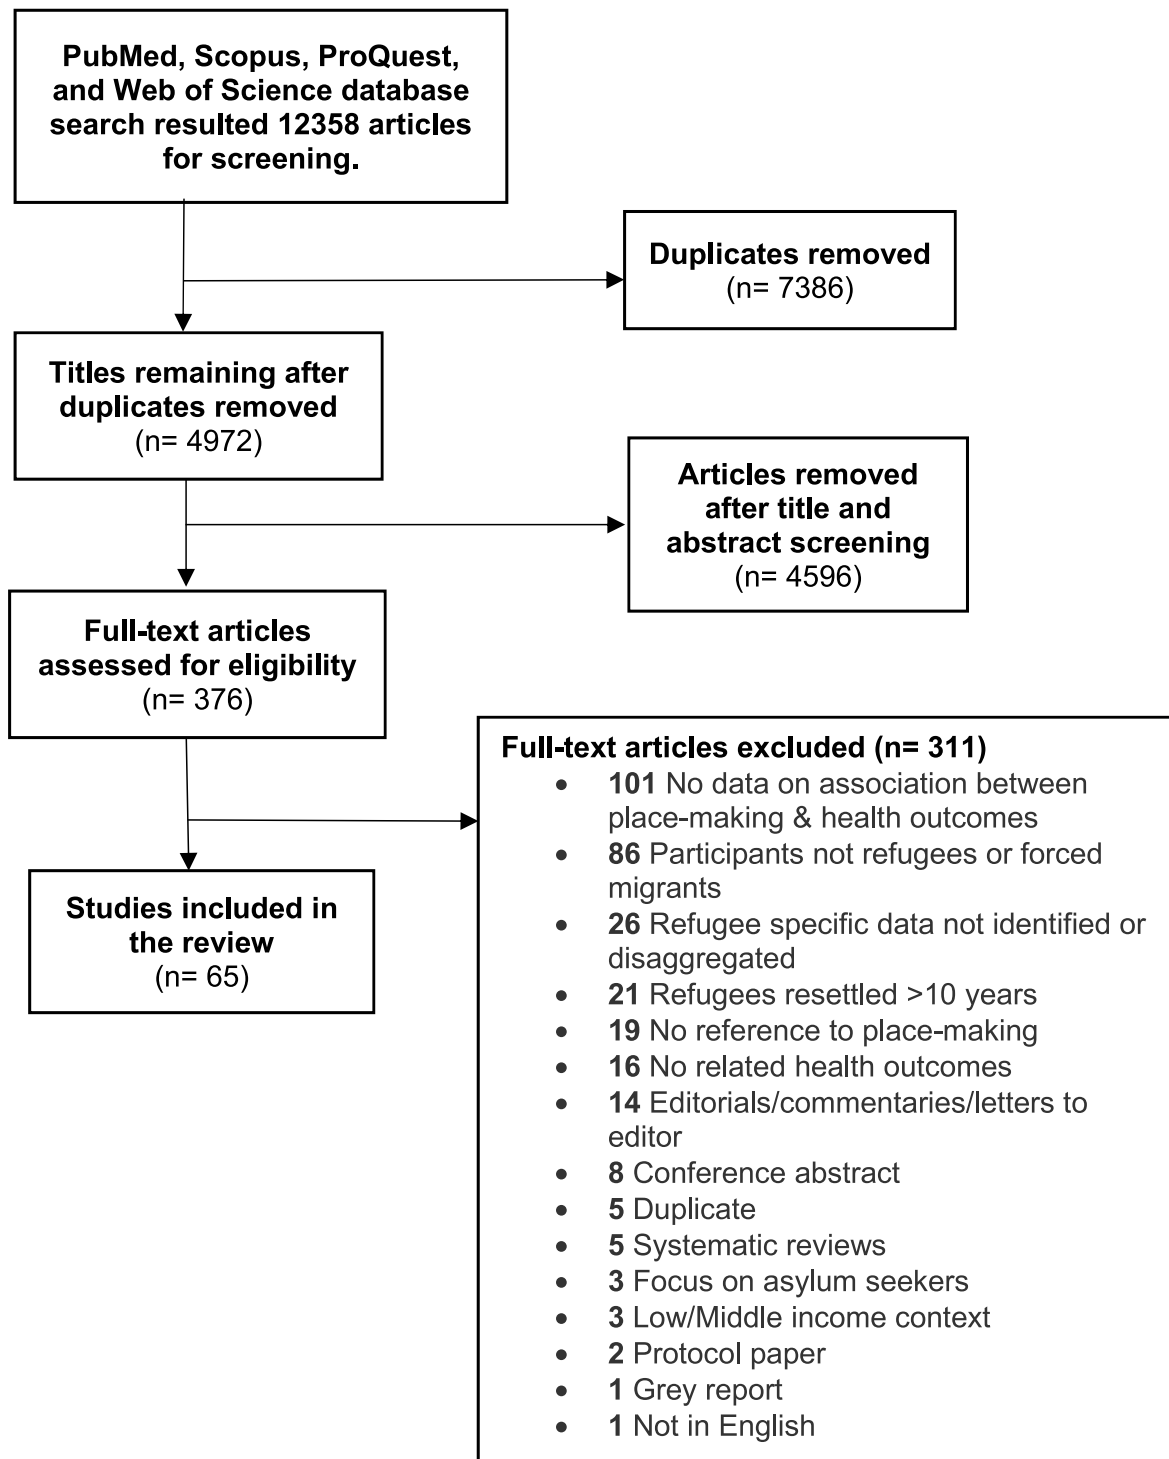 PubMed, Scopus, ProQuest,
and Web of Science database
search resulted 12358 articles
for screening.
Duplicates removed
(n= 7386)
Titles remaining after
duplicates removed
(n= 4972)
Articles removed
after title and
abstract screening
(n= 4596)
Full-text articles
assessed for eligibility
(n= 376)
Full-text articles excluded (n= 311)
• 101 No data on association between
place-making & health outcomes
• 86 Participants not refugees or forced
migrants
• 26 Refugee specific data not identified or
disaggregated
• 21 Refugees resettled >10 years
• 19 No reference to place-making
• 16 No related health outcomes
• 14 Editorials/commentaries/letters to
editor
• 8 Conference abstract
• 5 Duplicate
• 5 Systematic reviews
• 3 Focus on asylum seekers
• 3 Low/Middle income context
• 2 Protocol paper
• 1 Grey report
• 1 Not in English
Studies included in
the review
(n= 65)